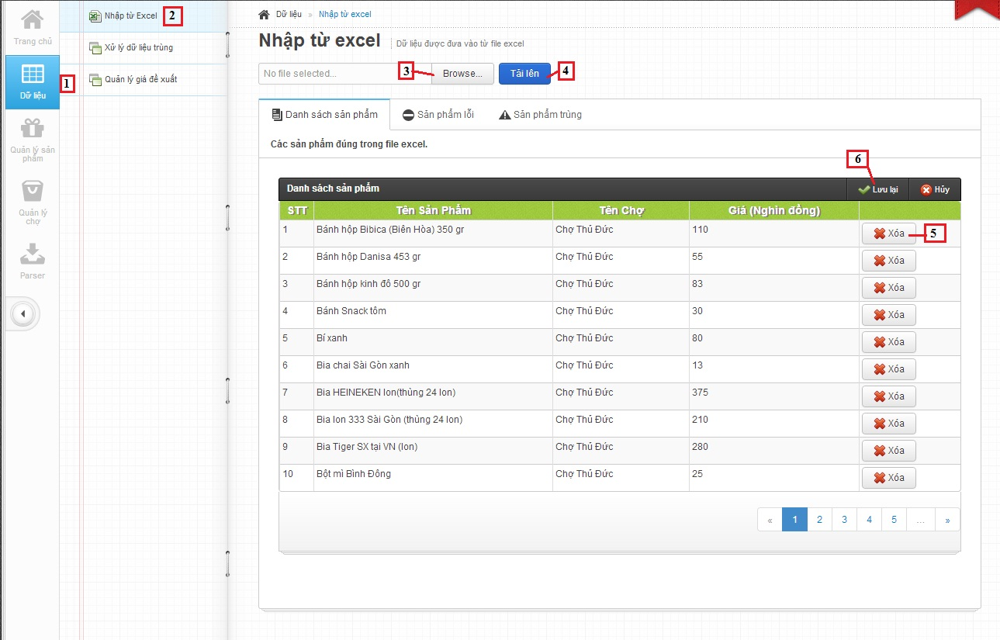 Trang chủ
Dữ liệu
1
Quản lý sản
phẩm
Quản lý
chợ
Parser
Nhập từ Excel 2
Xử lý dữ liệu trùng
Quản lý giá đề xuất
Dữ liệu » Nhập từ excel
Nhập từ excel Dữ liệu được đưa vào từ file excel
No file selected... 3 Browse... Tải lên 4
Danh sách sản phẩm Sản phẩm lỗi Sản phẩm trùng
Các sản phẩm đúng trong file excel.
6
Danh sách sản phẩm Lưu lại Hủy
STT Tên Sản Phẩm Tên Chợ Giá (Nghìn đồng)
1 Bánh hộp Bibica (Biên Hòa) 350 gr Chợ Thủ Đức 110 Xóa 5
2 Bánh hộp Danisa 453 gr Chợ Thủ Đức 55 Xóa
3 Bánh hộp kinh đô 500 gr Chợ Thủ Đức 83 Xóa
4 Bánh Snack tôm Chợ Thủ Đức 30 Xóa
5 Bí xanh Chợ Thủ Đức 80 Xóa
6 Bia chai Sài Gòn xanh Chợ Thủ Đức 13 Xóa
7 Bia HEINEKEN lon(thùng 24 lon) Chợ Thủ Đức 375 Xóa
8 Bia lon 333 Sài Gòn (thùng 24 lon) Chợ Thủ Đức 210 Xóa
9 Bia Tiger SX tại VN (lon) Chợ Thủ Đức 280 Xóa
10 Bột mì Bình Đông Chợ Thủ Đức 25 Xóa
« 1 2 3 4 5 ... »